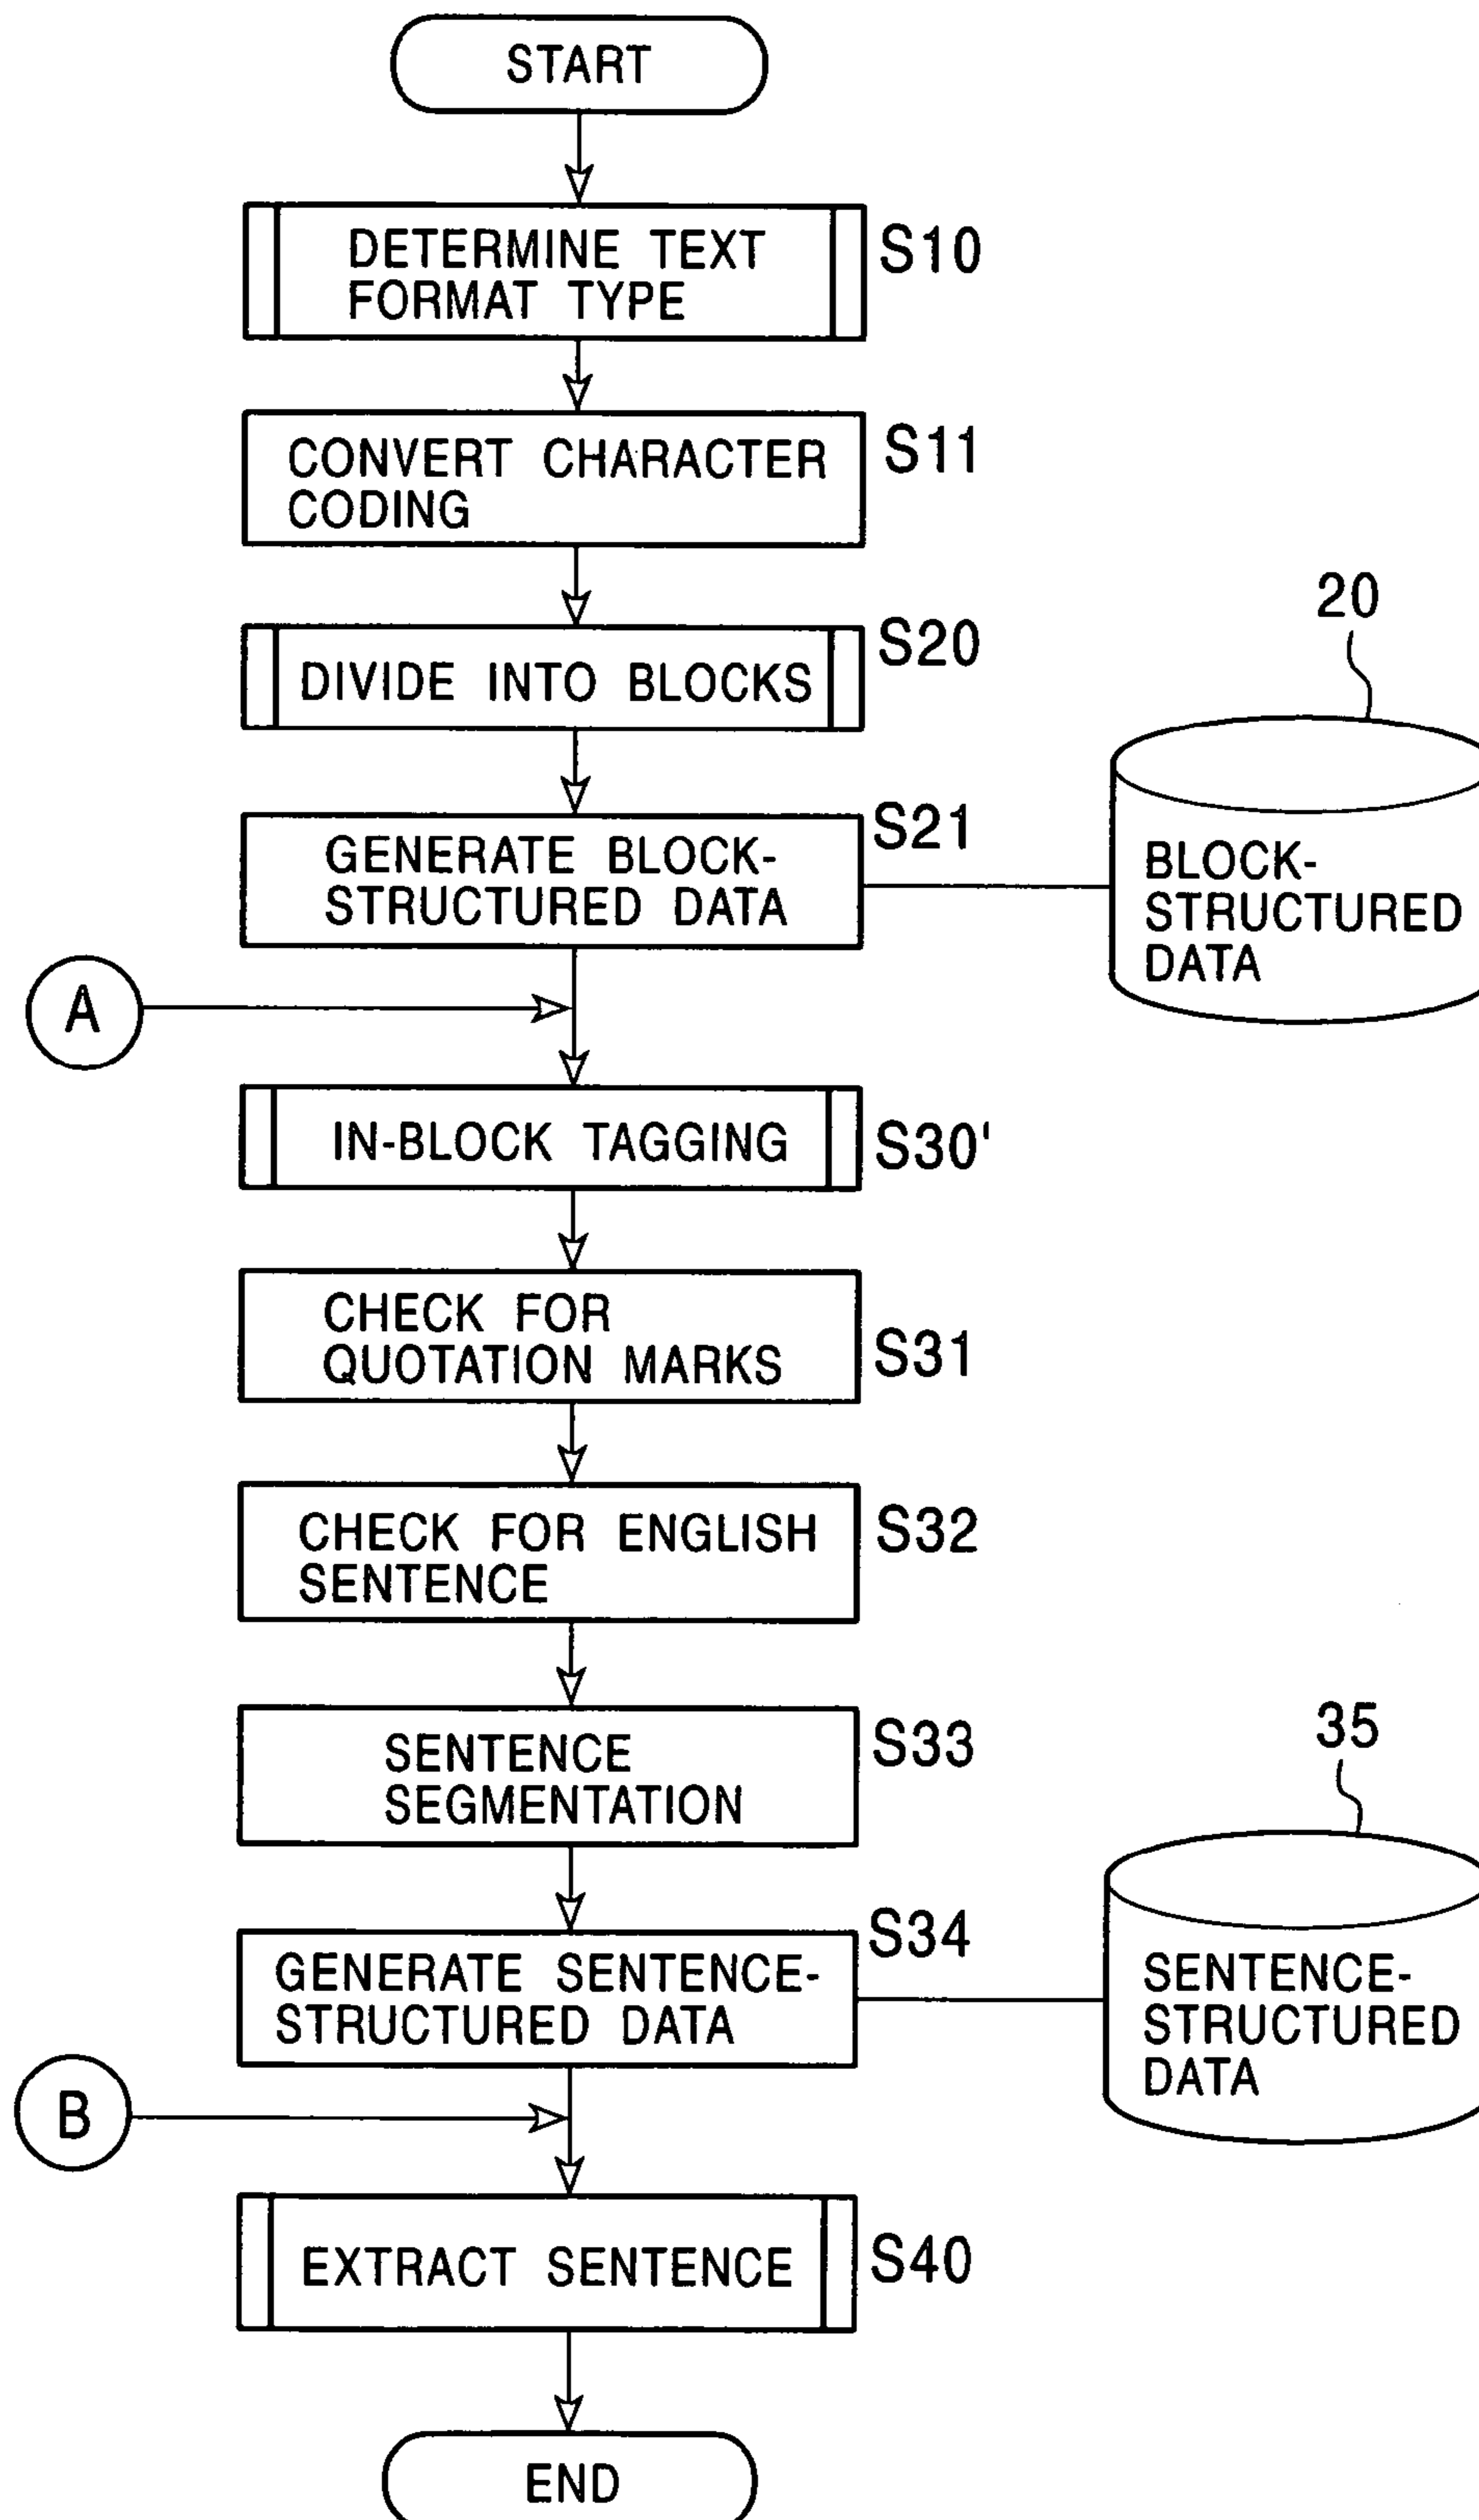 START
DETERMINE TEXT
FORMAT TYPE
S10
CONVERT CHARACTER
CODING
S11
DIVIDE INTO BLOCKS
S20
20
GENERATE BLOCK-
STRUCTURED DATA
S21
BLOCK-
STRUCTURED
DATA
A
IN-BLOCK TAGGING
S30'
CHECK FOR
QUOTATION MARKS
S31
CHECK FOR ENGLISH
SENTENCE
S32
SENTENCE
SEGMENTATION
S33
35
GENERATE SENTENCE-
STRUCTURED DATA
S34
SENTENCE-
STRUCTURED
DATA
B
EXTRACT SENTENCE
S40
END